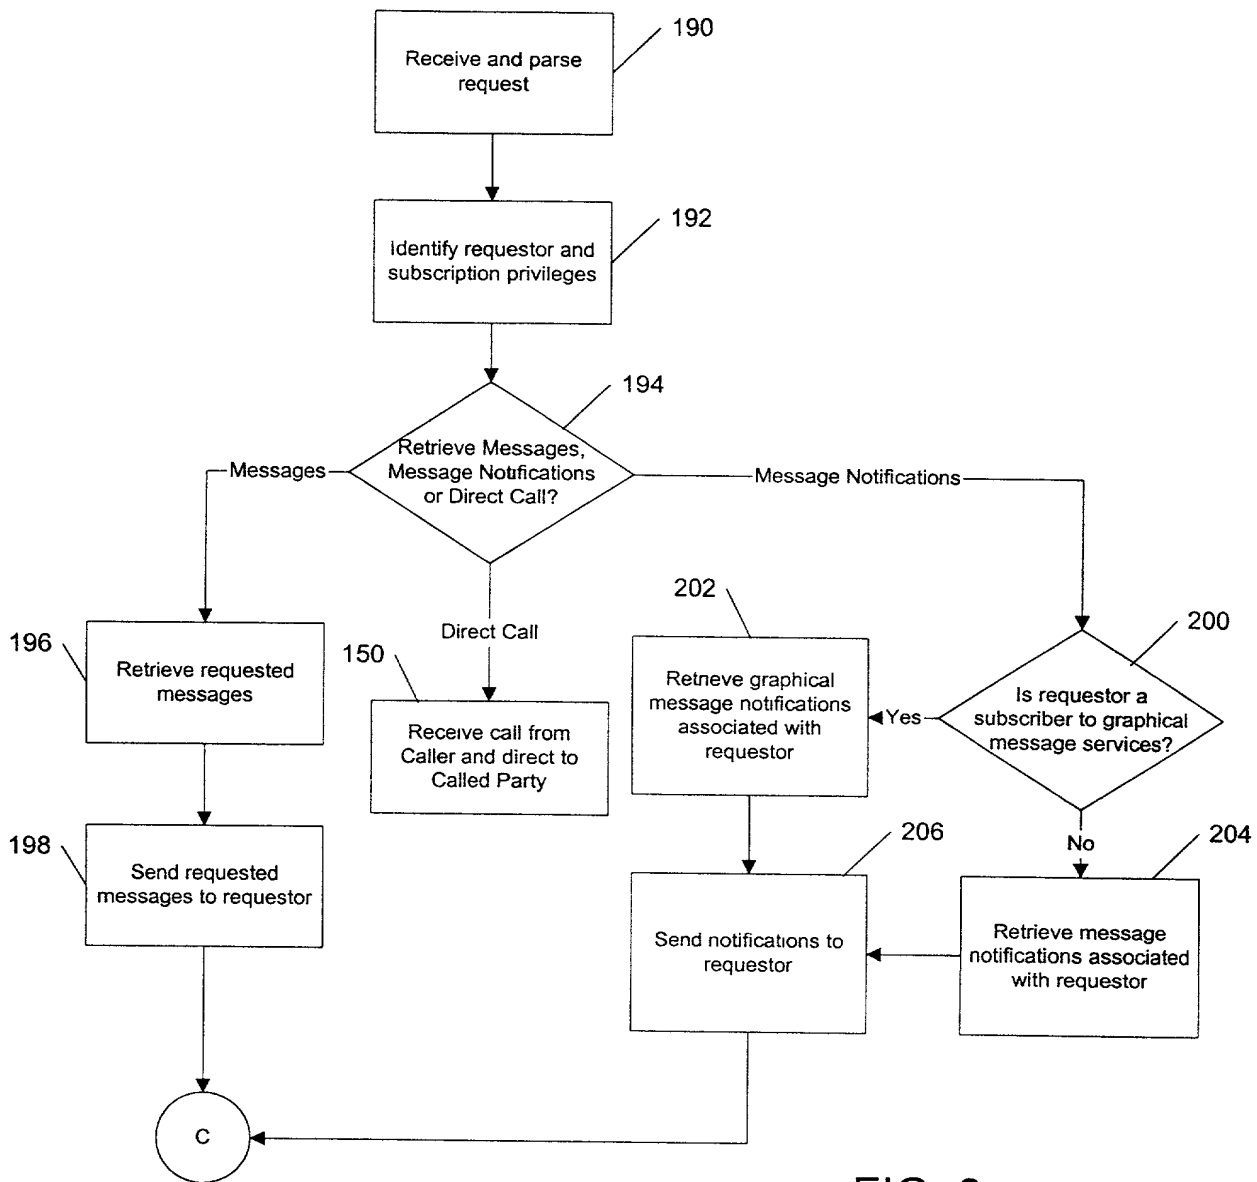 190
Receive and parse
request
192
Identify requestor and
subscription privileges
194
Retrieve Messages,
Message Notifications
or Direct Call?
Messages
Message Notifications
Direct Call
202
200
196
Retrieve requested
messages
150
Receive call from
Caller and direct to
Called Party
Retrieve graphical
message notifications
associated with
requestor
Yes
Is requestor a
subscriber to graphical
message services?
No
198
Send requested
messages to requestor
206
204
Send notifications to
requestor
Retrieve message
notifications associated
with requestor
C